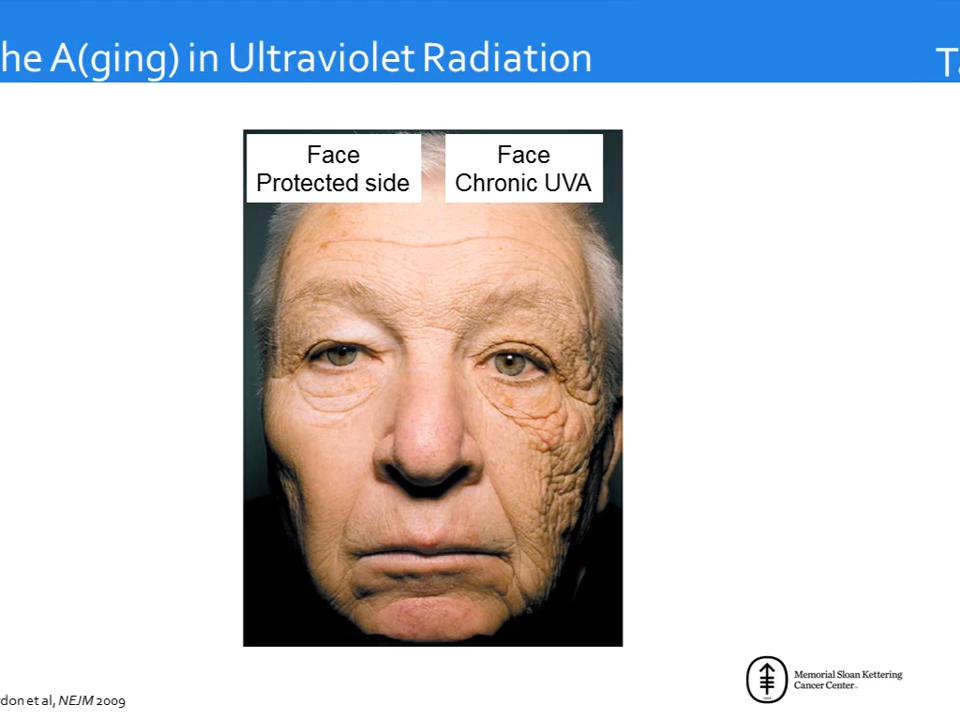 he A(ging) in Ultraviolet Radiation
Face
Protected side
Face
Chronic UVA
Memorial Sloan Kettering
Cancer Center
don et al, NEJM 2009